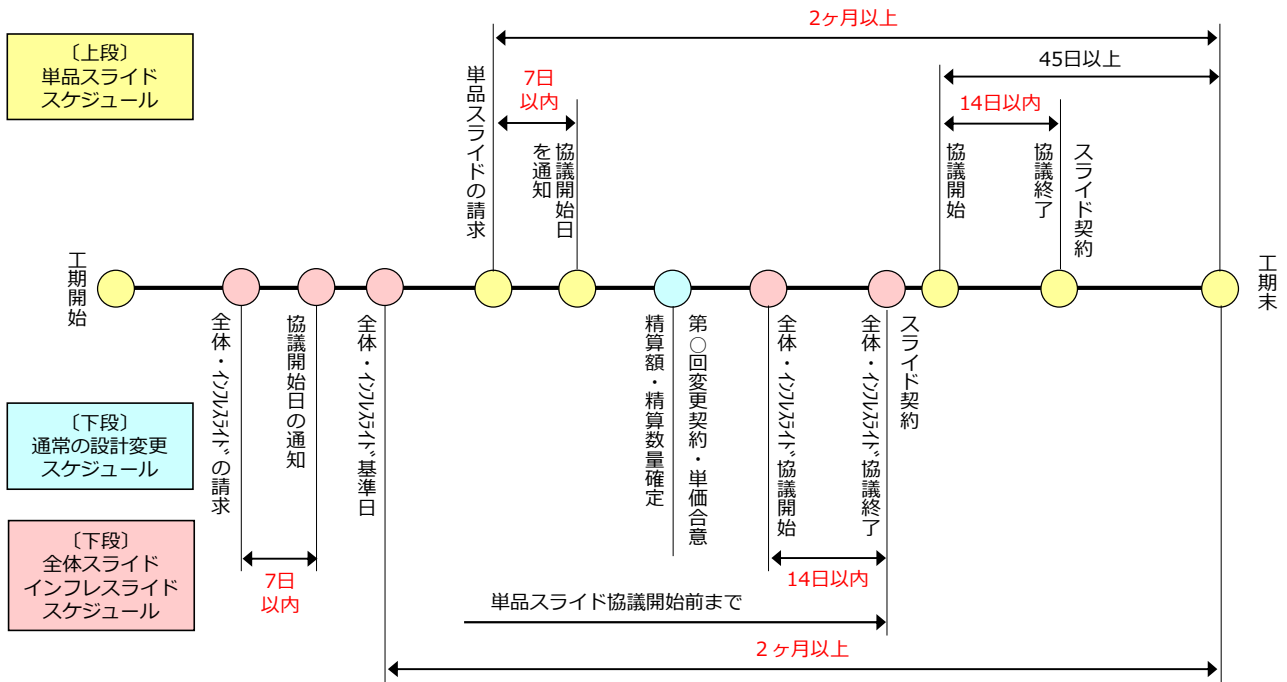 〔上段〕
単品スライド
スケジュール
2ヶ月以上
45日以上
7日
以内
14日以内
単品スライドの請求
協議開始日
を通知
協議開始
協議終了
スライド契約
工期開始
工期末
全体・インフレスライドの請求
協議開始日の通知
全体・インフレスライド基準日
第○回変更契約・単価合意
精算額・精算数量確定
全体・インフレスライド協議開始
スライド契約
全体・インフレスライド協議終了
〔下段〕
通常の設計変更
スケジュール
〔下段〕
全体スライド
インフレスライド
スケジュール
7日
以内
14日以内
単品スライド協議開始前まで
2ヶ月以上